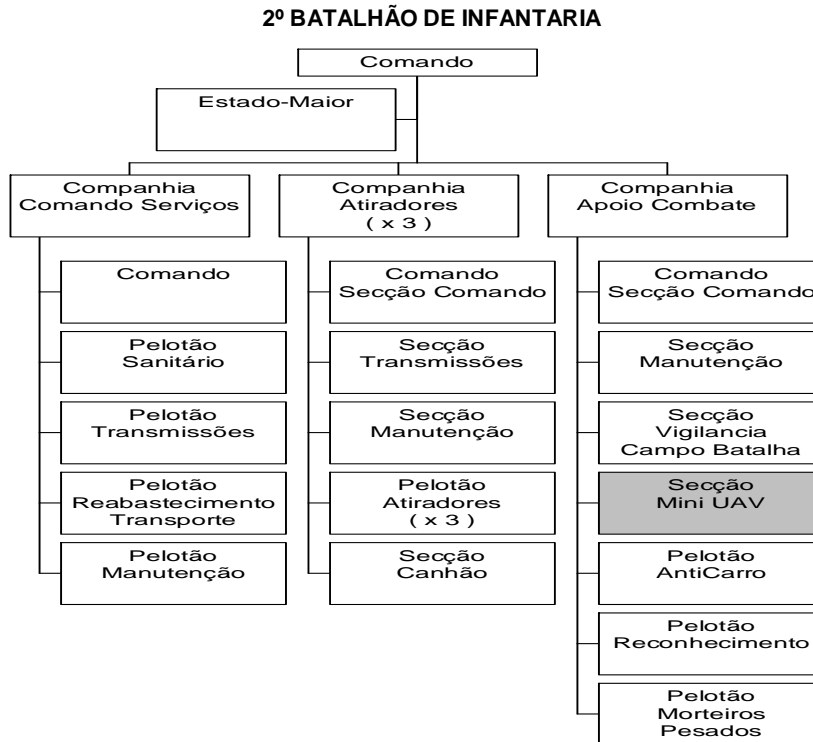 2º BATALHÃO DE INFANTARIA
Comando
Estado-Maior
Companhia
Comando Serviços
Comando
Pelotão
Sanitário
Pelotão
Transmissões
Pelotão
Reabastecimento
Transporte
Pelotão
Manutenção
Companhia
Atiradores
( x 3 )
Comando
Secção Comando
Secção
Transmissões
Secção
Manutenção
Pelotão
Atiradores
( x 3 )
Secção
Canhão
Companhia
Apoio Combate
Comando
Secção Comando
Secção
Manutenção
Secção
Vigilancia
Campo Batalha
Secção
Mini UAV
Pelotão
AntiCarro
Pelotão
Reconhecimento
Pelotão
Morteiros
Pesados